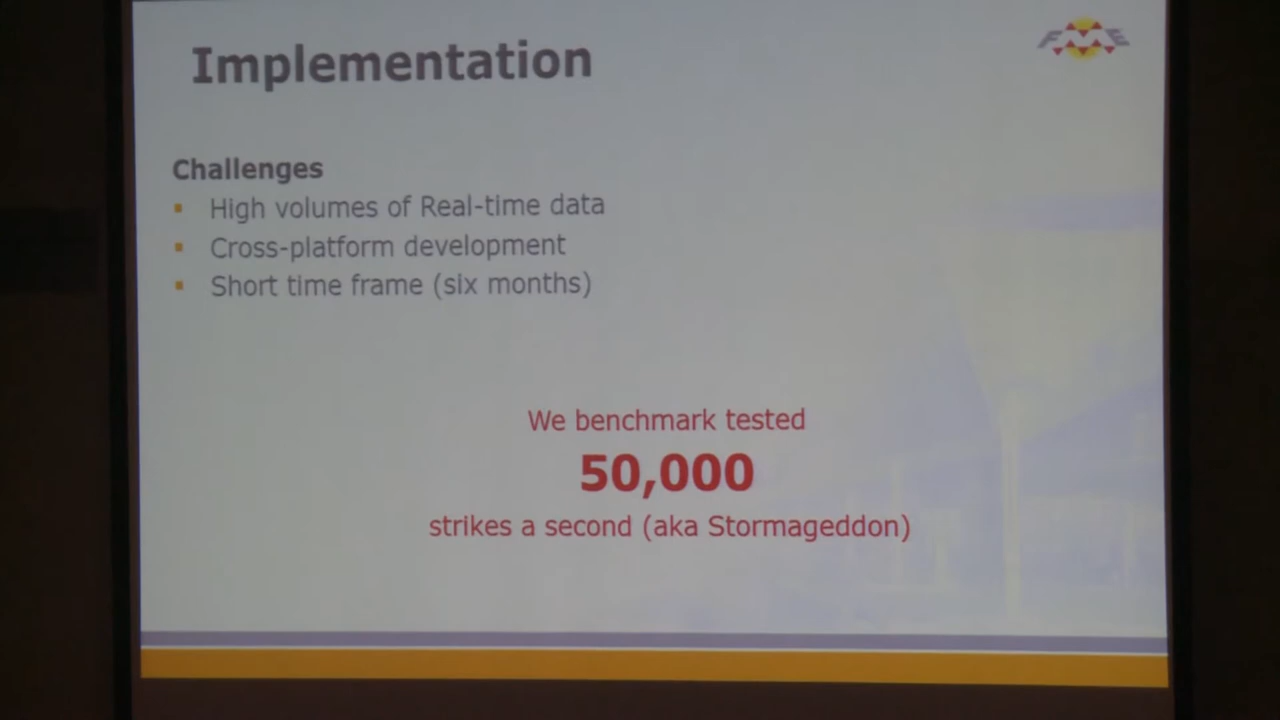 Implementation
FME
Challenges
High volumes of Real-time data
Cross-platform development
Short time frame (six months)
We benchmark tested
50,000
strikes a second (aka Stormageddon)